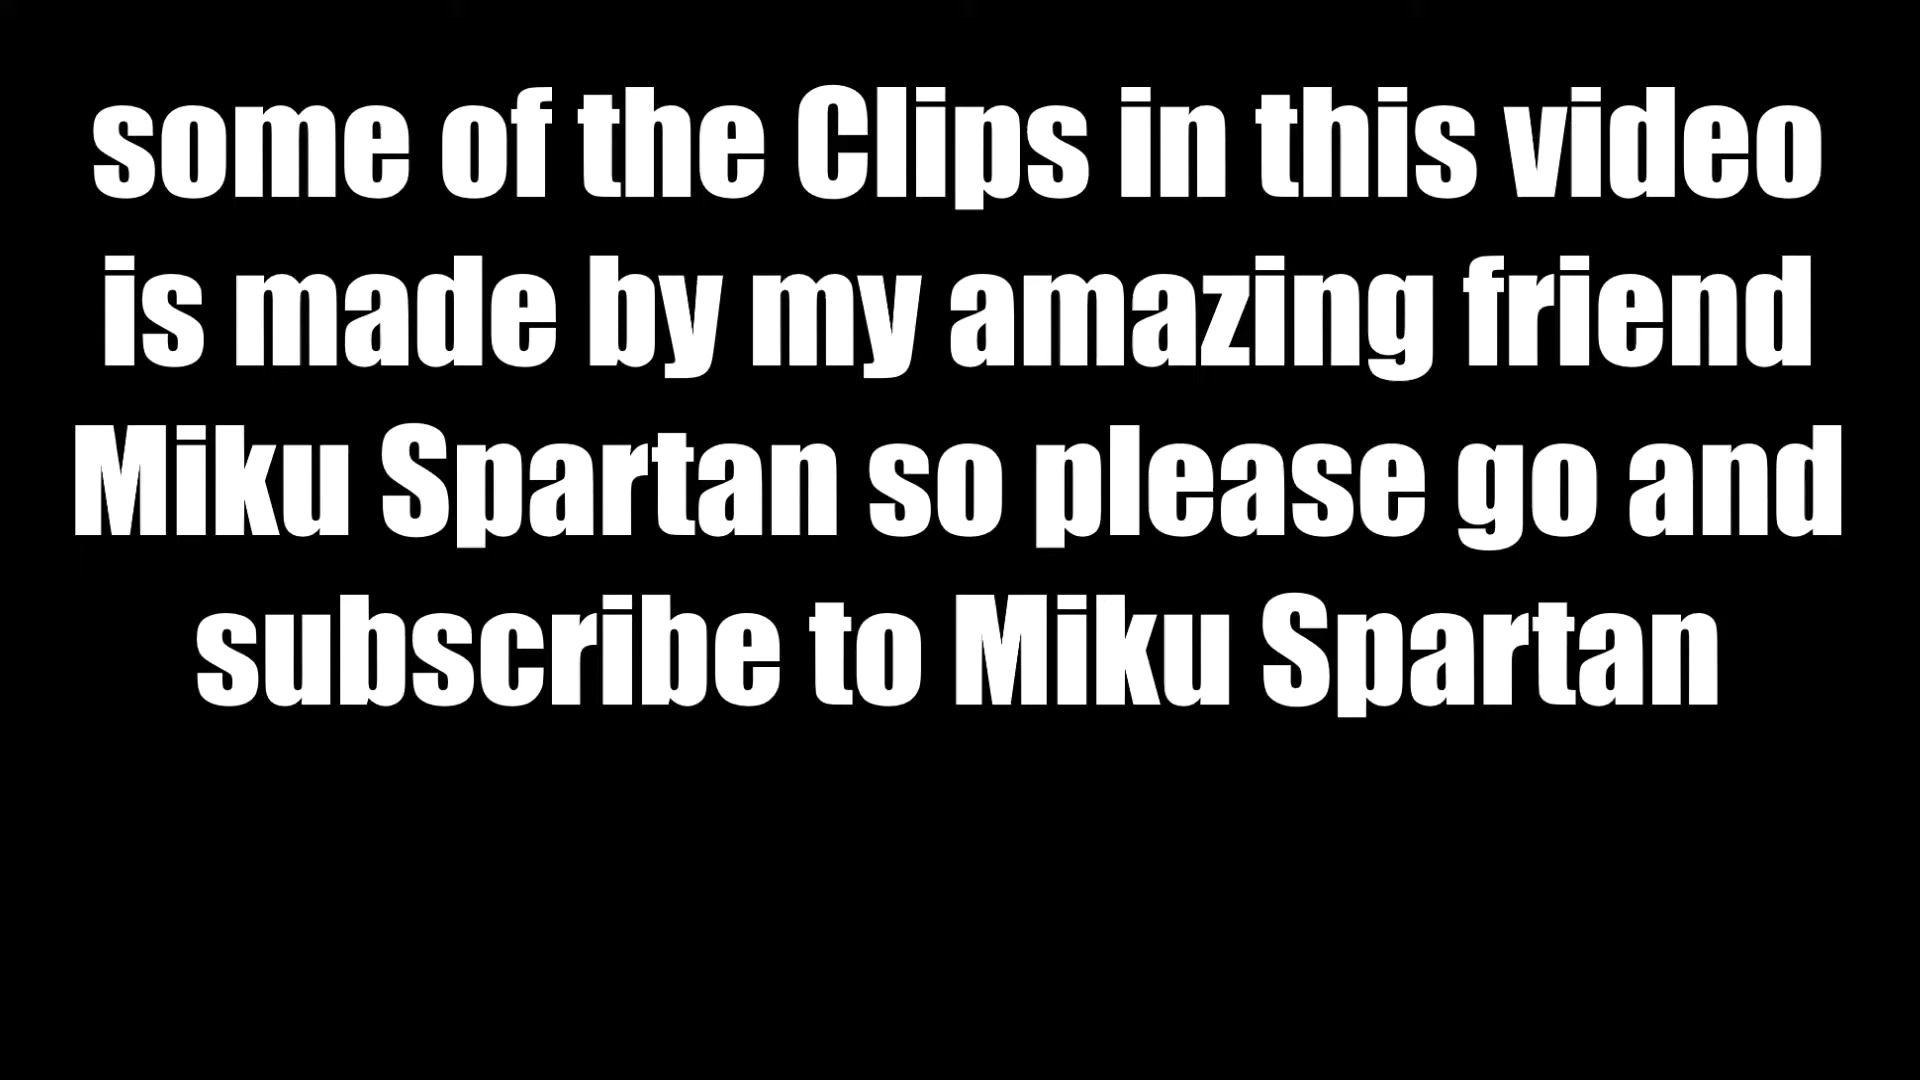 some of the Clips in this video
is made by my amazing friend
Miku Spartan so please go and
subscribe to Miku Spartan